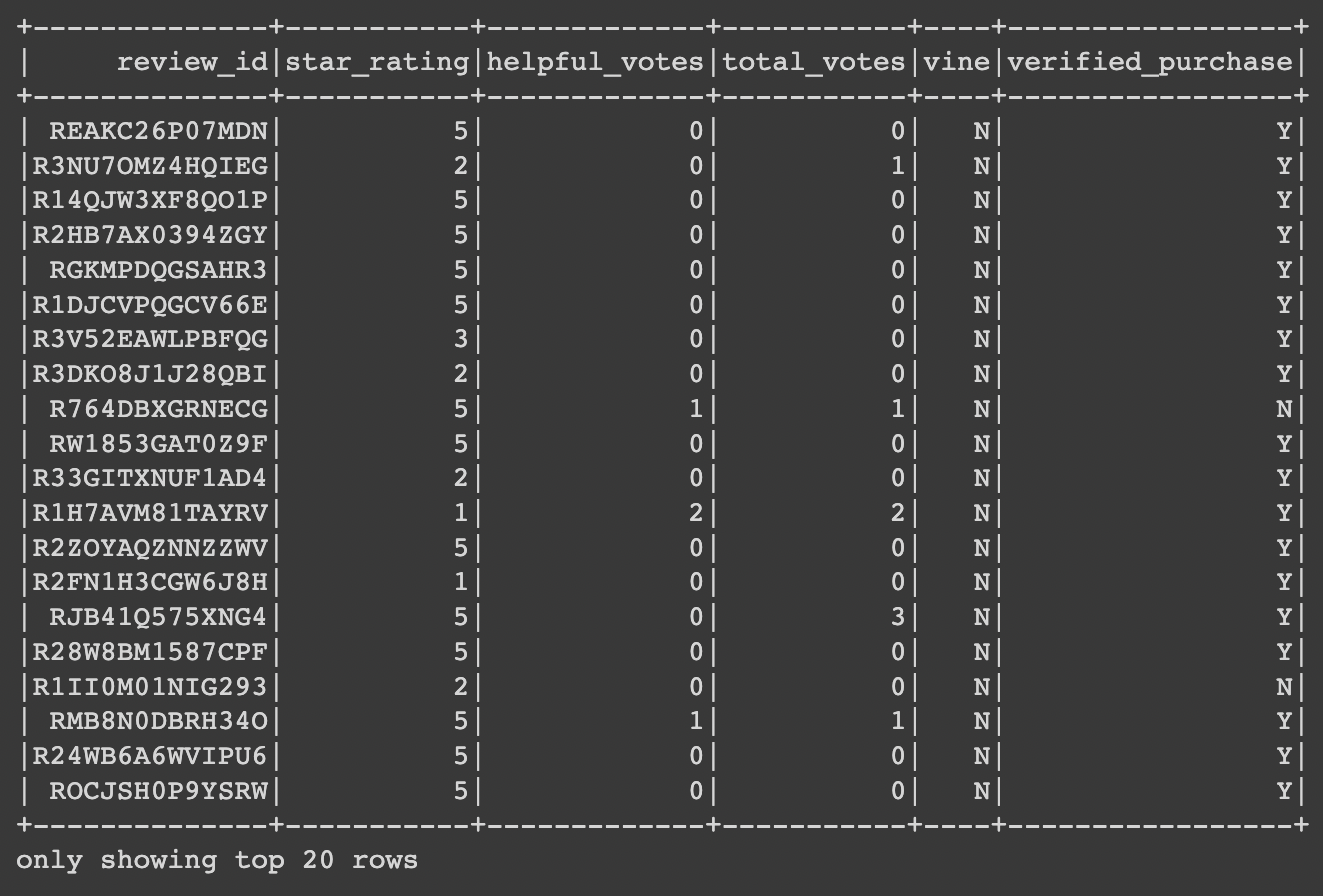 +--------------+-----------+-------------+-----------+----+-----------------+
|     review_id|star_rating|helpful_votes|total_votes|vine|verified_purchase|
+--------------+-----------+-------------+-----------+----+-----------------+
| REAKC26P07MDN|          5|            0|          0|   N|                Y|
|R3NU7OMZ4HQIEG|          2|            0|          1|   N|                Y|
|R14QJW3XF8QO1P|          5|            0|          0|   N|                Y|
|R2HB7AX0394ZGY|          5|            0|          0|   N|                Y|
| RGKMPDQGSAHR3|          5|            0|          0|   N|                Y|
|R1DJCVPQGCV66E|          5|            0|          0|   N|                Y|
|R3V52EAWLPBFQG|          3|            0|          0|   N|                Y|
|R3DKO8J1J28QBI|          2|            0|          0|   N|                Y|
| R764DBXGRNECG|          5|            1|          1|   N|                N|
| RW1853GAT0Z9F|          5|            0|          0|   N|                Y|
|R33GITXNUF1AD4|          2|            0|          0|   N|                Y|
|R1H7AVM81TAYRV|          1|            2|          2|   N|                Y|
|R2ZOYAQZNNZZWV|          5|            0|          0|   N|                Y|
|R2FN1H3CGW6J8H|          1|            0|          0|   N|                Y|
| RJB41Q575XNG4|          5|            0|          3|   N|                Y|
|R28W8BM1587CPF|          5|            0|          0|   N|                Y|
|R1II0M01NIG293|          2|            0|          0|   N|                N|
| RMB8N0DBRH34O|          5|            1|          1|   N|                Y|
|R24WB6A6WVIPU6|          5|            0|          0|   N|                Y|
| ROCJSH0P9YSRW|          5|            0|          0|   N|                Y|
+--------------+-----------+-------------+-----------+----+-----------------+
only showing top 20 rows